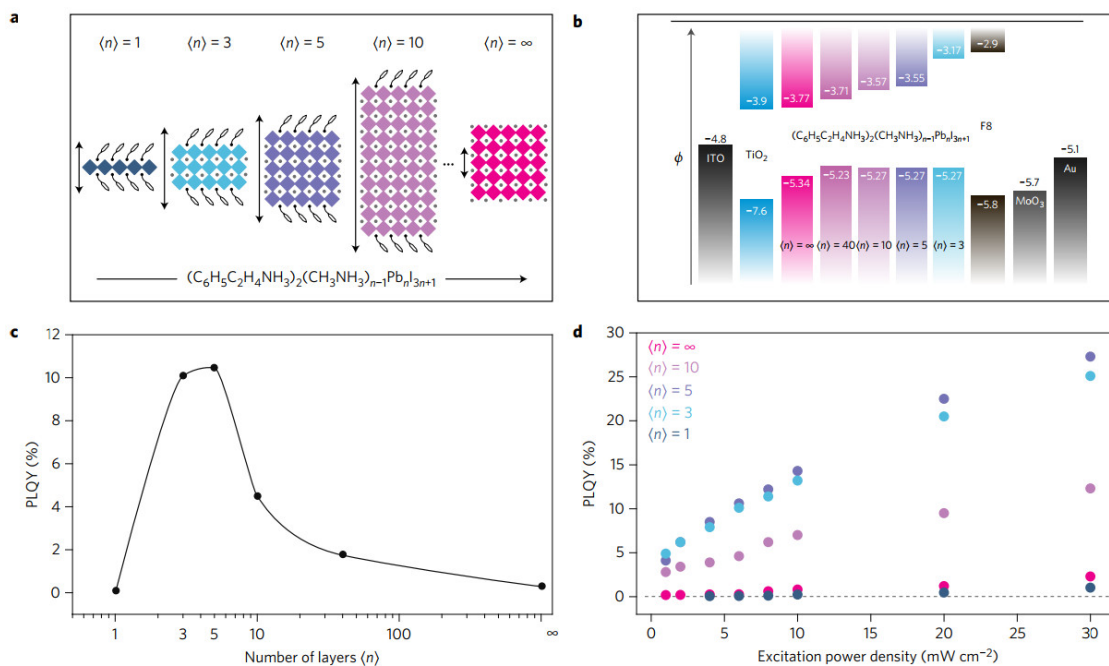 a
⟨n⟩ = 1 ⟨n⟩ = 3 ⟨n⟩ = 5 ⟨n⟩ = 10 ⟨n⟩ = ∞
...
(C₆H₅C₂H₄NH₃)₂(CH₃NH₃)ₙ₋₁PbₙI₃ₙ₊₁
b
ϕ
−3.9 −3.77 −3.71 −3.57 −3.55 −3.17 −2.9
(C₆H₅C₂H₄NH₃)₂(CH₃NH₃)ₙ₋₁PbₙI₃ₙ₊₁
−4.8
ITO
TiO₂
−7.6
−5.34 −5.23 −5.27 −5.27 −5.27
F8
−5.8
−5.7
MoO₃
−5.1
Au
⟨n⟩ = ∞ ⟨n⟩ = 40 ⟨n⟩ = 10 ⟨n⟩ = 5 ⟨n⟩ = 3
c
PLQY (%)
12
10
8
6
4
2
0
1 3 5 10 100 ∞
Number of layers ⟨n⟩
d
PLQY (%)
30
25
20
15
10
5
0
⟨n⟩ = ∞
⟨n⟩ = 10
⟨n⟩ = 5
⟨n⟩ = 3
⟨n⟩ = 1
0 5 10 15 20 25 30
Excitation power density (mW cm⁻²)